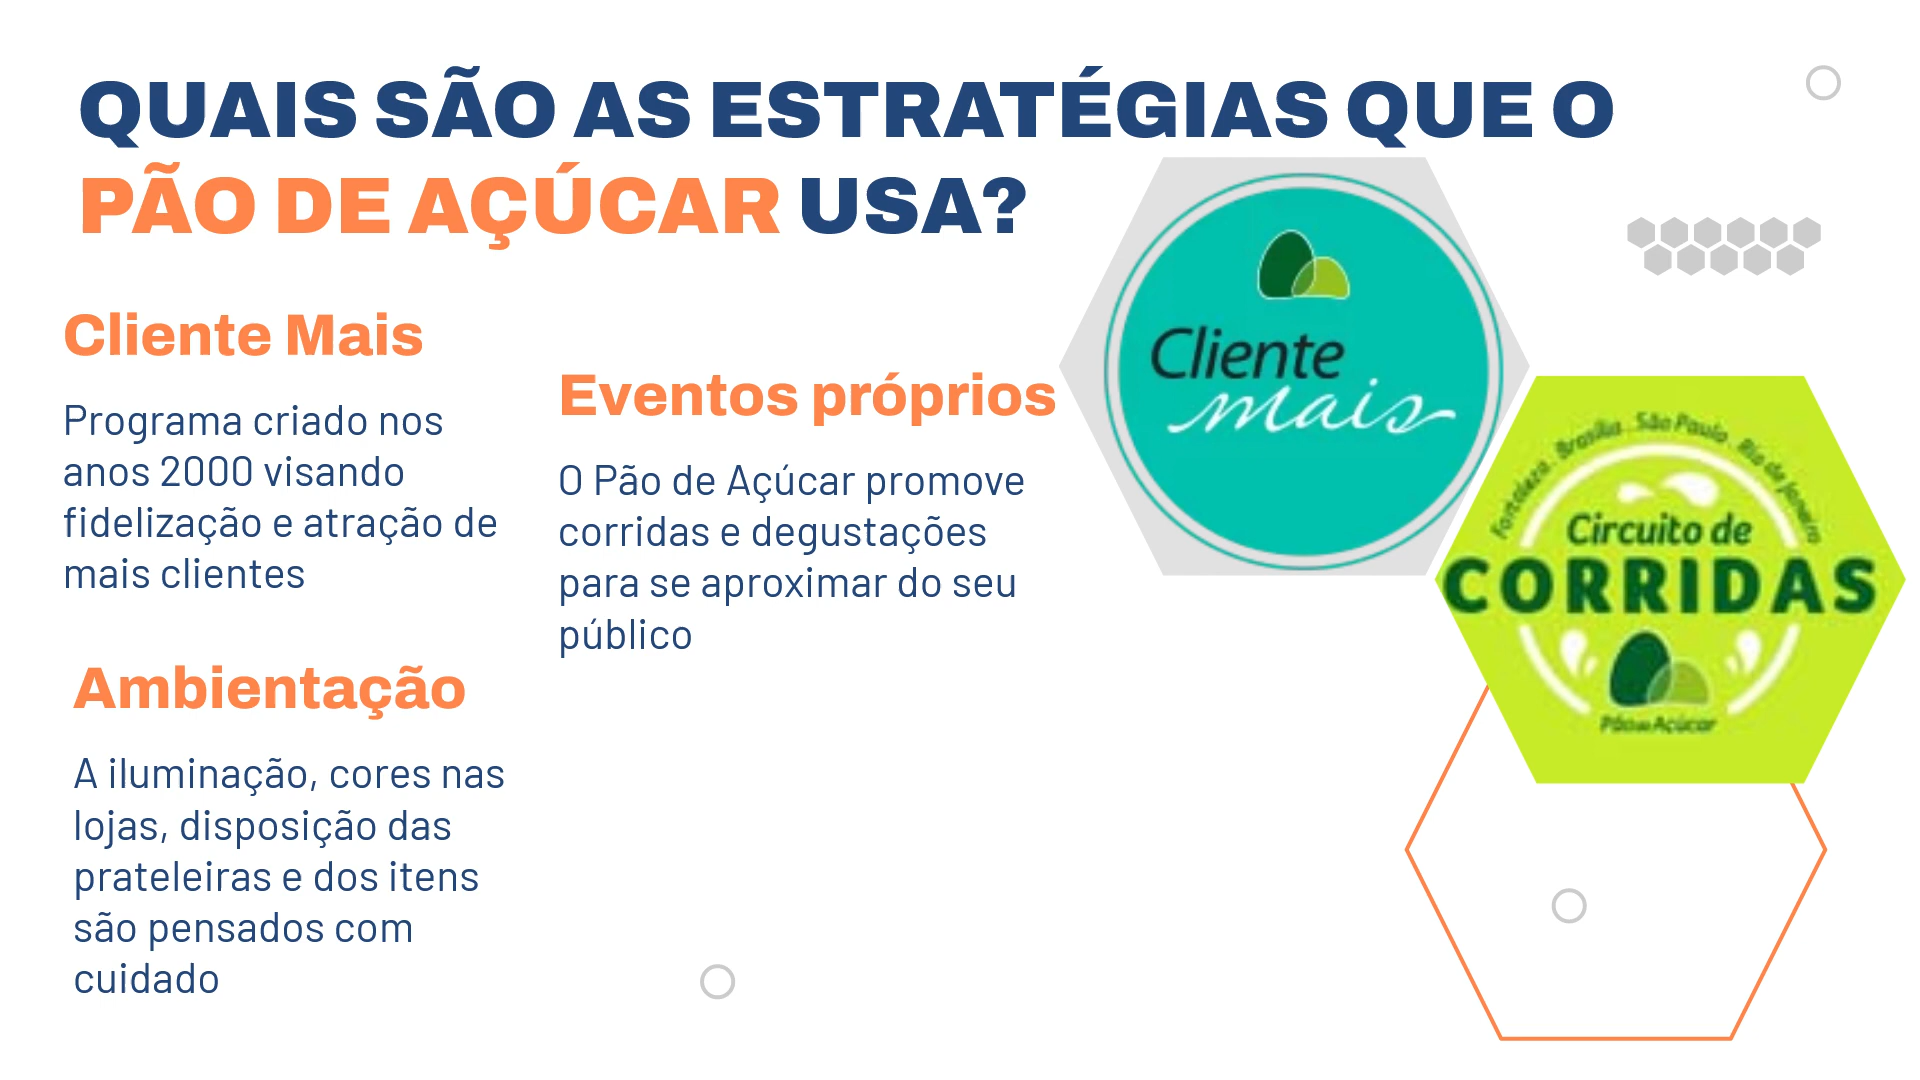 QUAIS SÃO AS ESTRATÉGIAS QUE O
PÃO DE AÇÚCAR USA?
Cliente Mais
Programa criado nos
anos 2000 visando
fidelização e atração de
mais clientes
Eventos próprios
O Pão de Açúcar promove
corridas e degustações
para se aproximar do seu
público
Ambientação
A iluminação, cores nas
lojas, disposição das
prateleiras e dos itens
são pensados com
cuidado
Cliente
mais
Fortaleza . Brasília . São Paulo . Rio de Janeiro
Circuito de
CORRIDAS
Pão de Açúcar